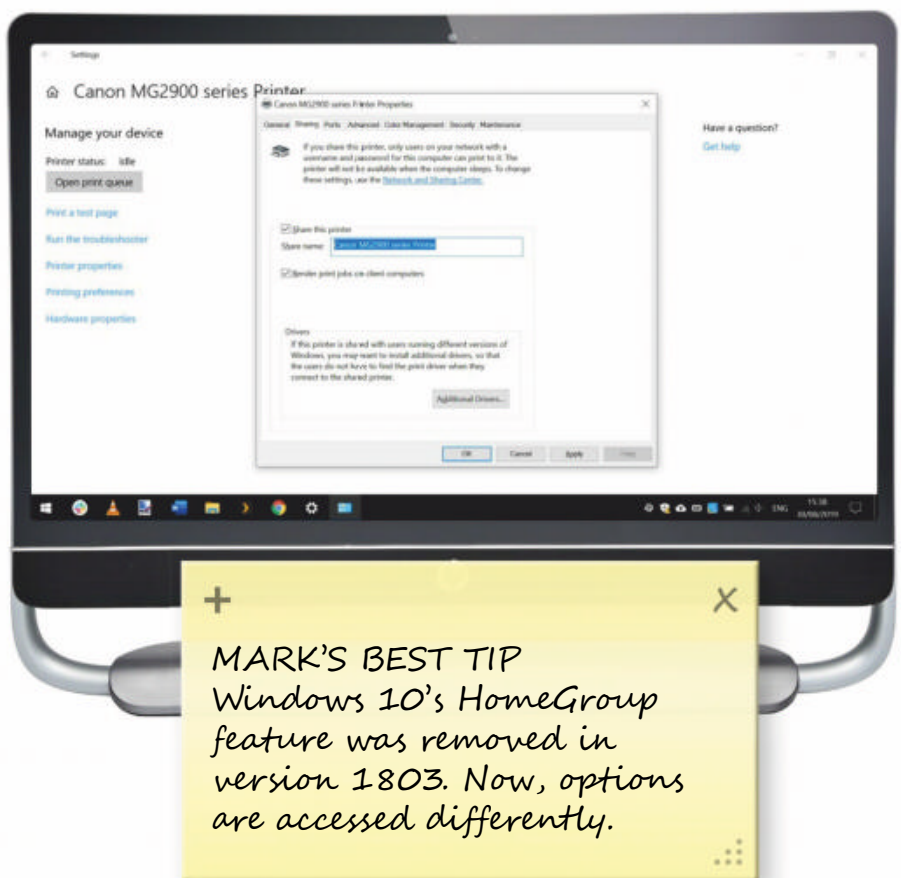 Settings
Canon MG2900 series Printer
Manage your device
Printer status: Idle
Open print queue
Print a test page
Run the troubleshooter
Printer properties
Printing preferences
Hardware properties
Canon MG2900 series Printer Properties
General Sharing Ports Advanced Color Management Security Maintenance
If you share this printer, only users on your network with a
username and password for this computer can print to it. The
printer will not be available when the computer sleeps. To change
these settings, use the Network and Sharing Center.
Share this printer
Share name: Canon MG2900 series Printer
Render print jobs on client computers
Drivers
If this printer is shared with users running different versions of
Windows, you may want to install additional drivers, so that
the users do not have to find the print driver when they
connect to the shared printer.
Additional Drivers...
OK Cancel Apply
Have a question?
Get help
ENG
15:38
MARK'S BEST TIP
Windows 10's HomeGroup
feature was removed in
version 1803. Now, options
are accessed differently.